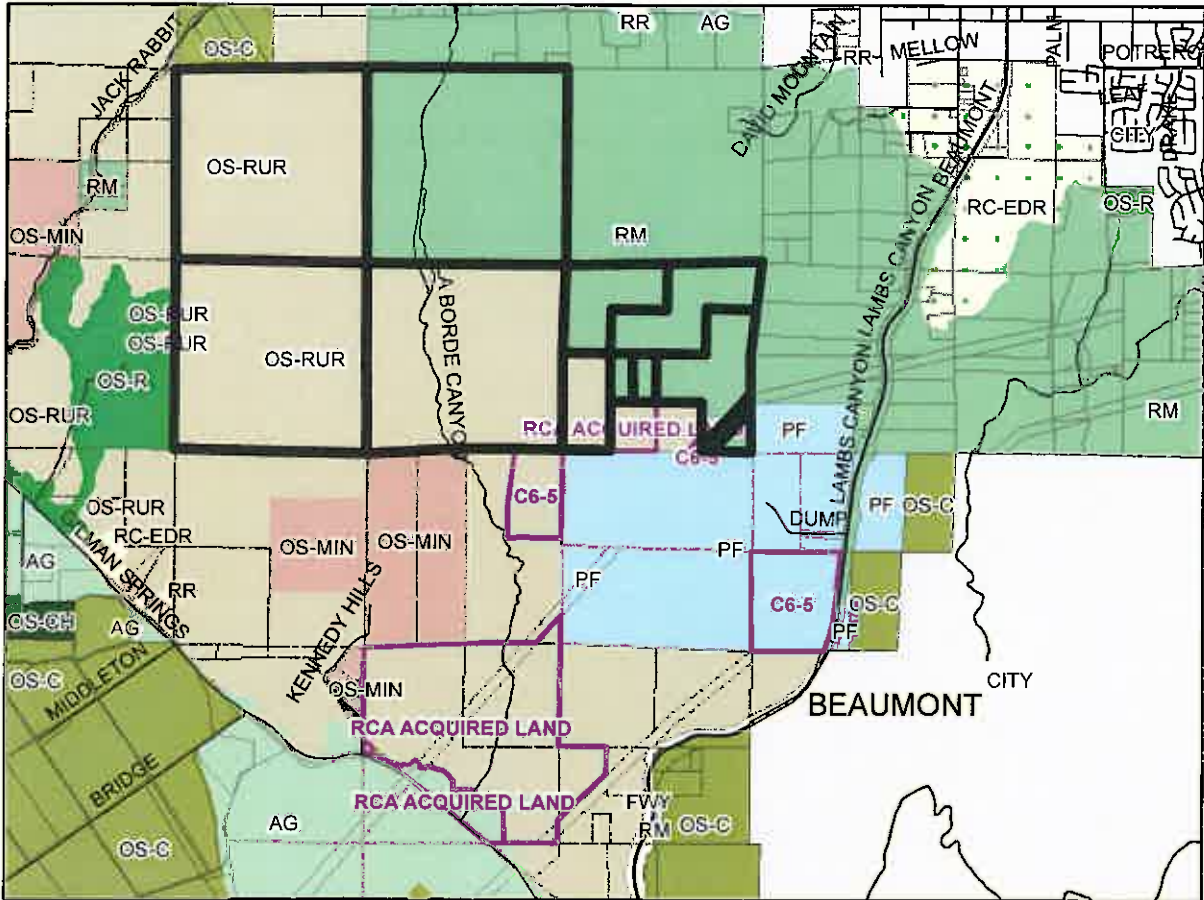 RR
AG
OS-C
JACK RABBIT
DAVID MOUNTAIN
RR
MELLOW
PALM
POTRERO
LEAF
CITY
DRAKE
BEAUMONT
OS-RUR
RM
RC-EDR
OS-R
OS-MIN
RM
LAMBS CANYON
LAMBS CANYON
OS-RUR
OS-RUR
OS-RUR
A BORDE CANYO
OS-R
OS-RUR
RM
RCA ACQUIRED LAND
PF
C6-5
C6-5
LAMBS CANYON
OS-RUR
DUM
PF
OS-C
RC-EDR
OS-MIN
OS-MIN
PF
AG
GILMAN SPRINGS
PF
RR
C6-5
OS-C
OS-CH
AG
KENNEDY HILLS
PF
OS-C
MIDDLETON
OS-MIN
CITY
BEAUMONT
RCA ACQUIRED LAND
BRIDGE
RCA ACQUIRED LAND
FWY
AG
RM
OS-C
OS-C